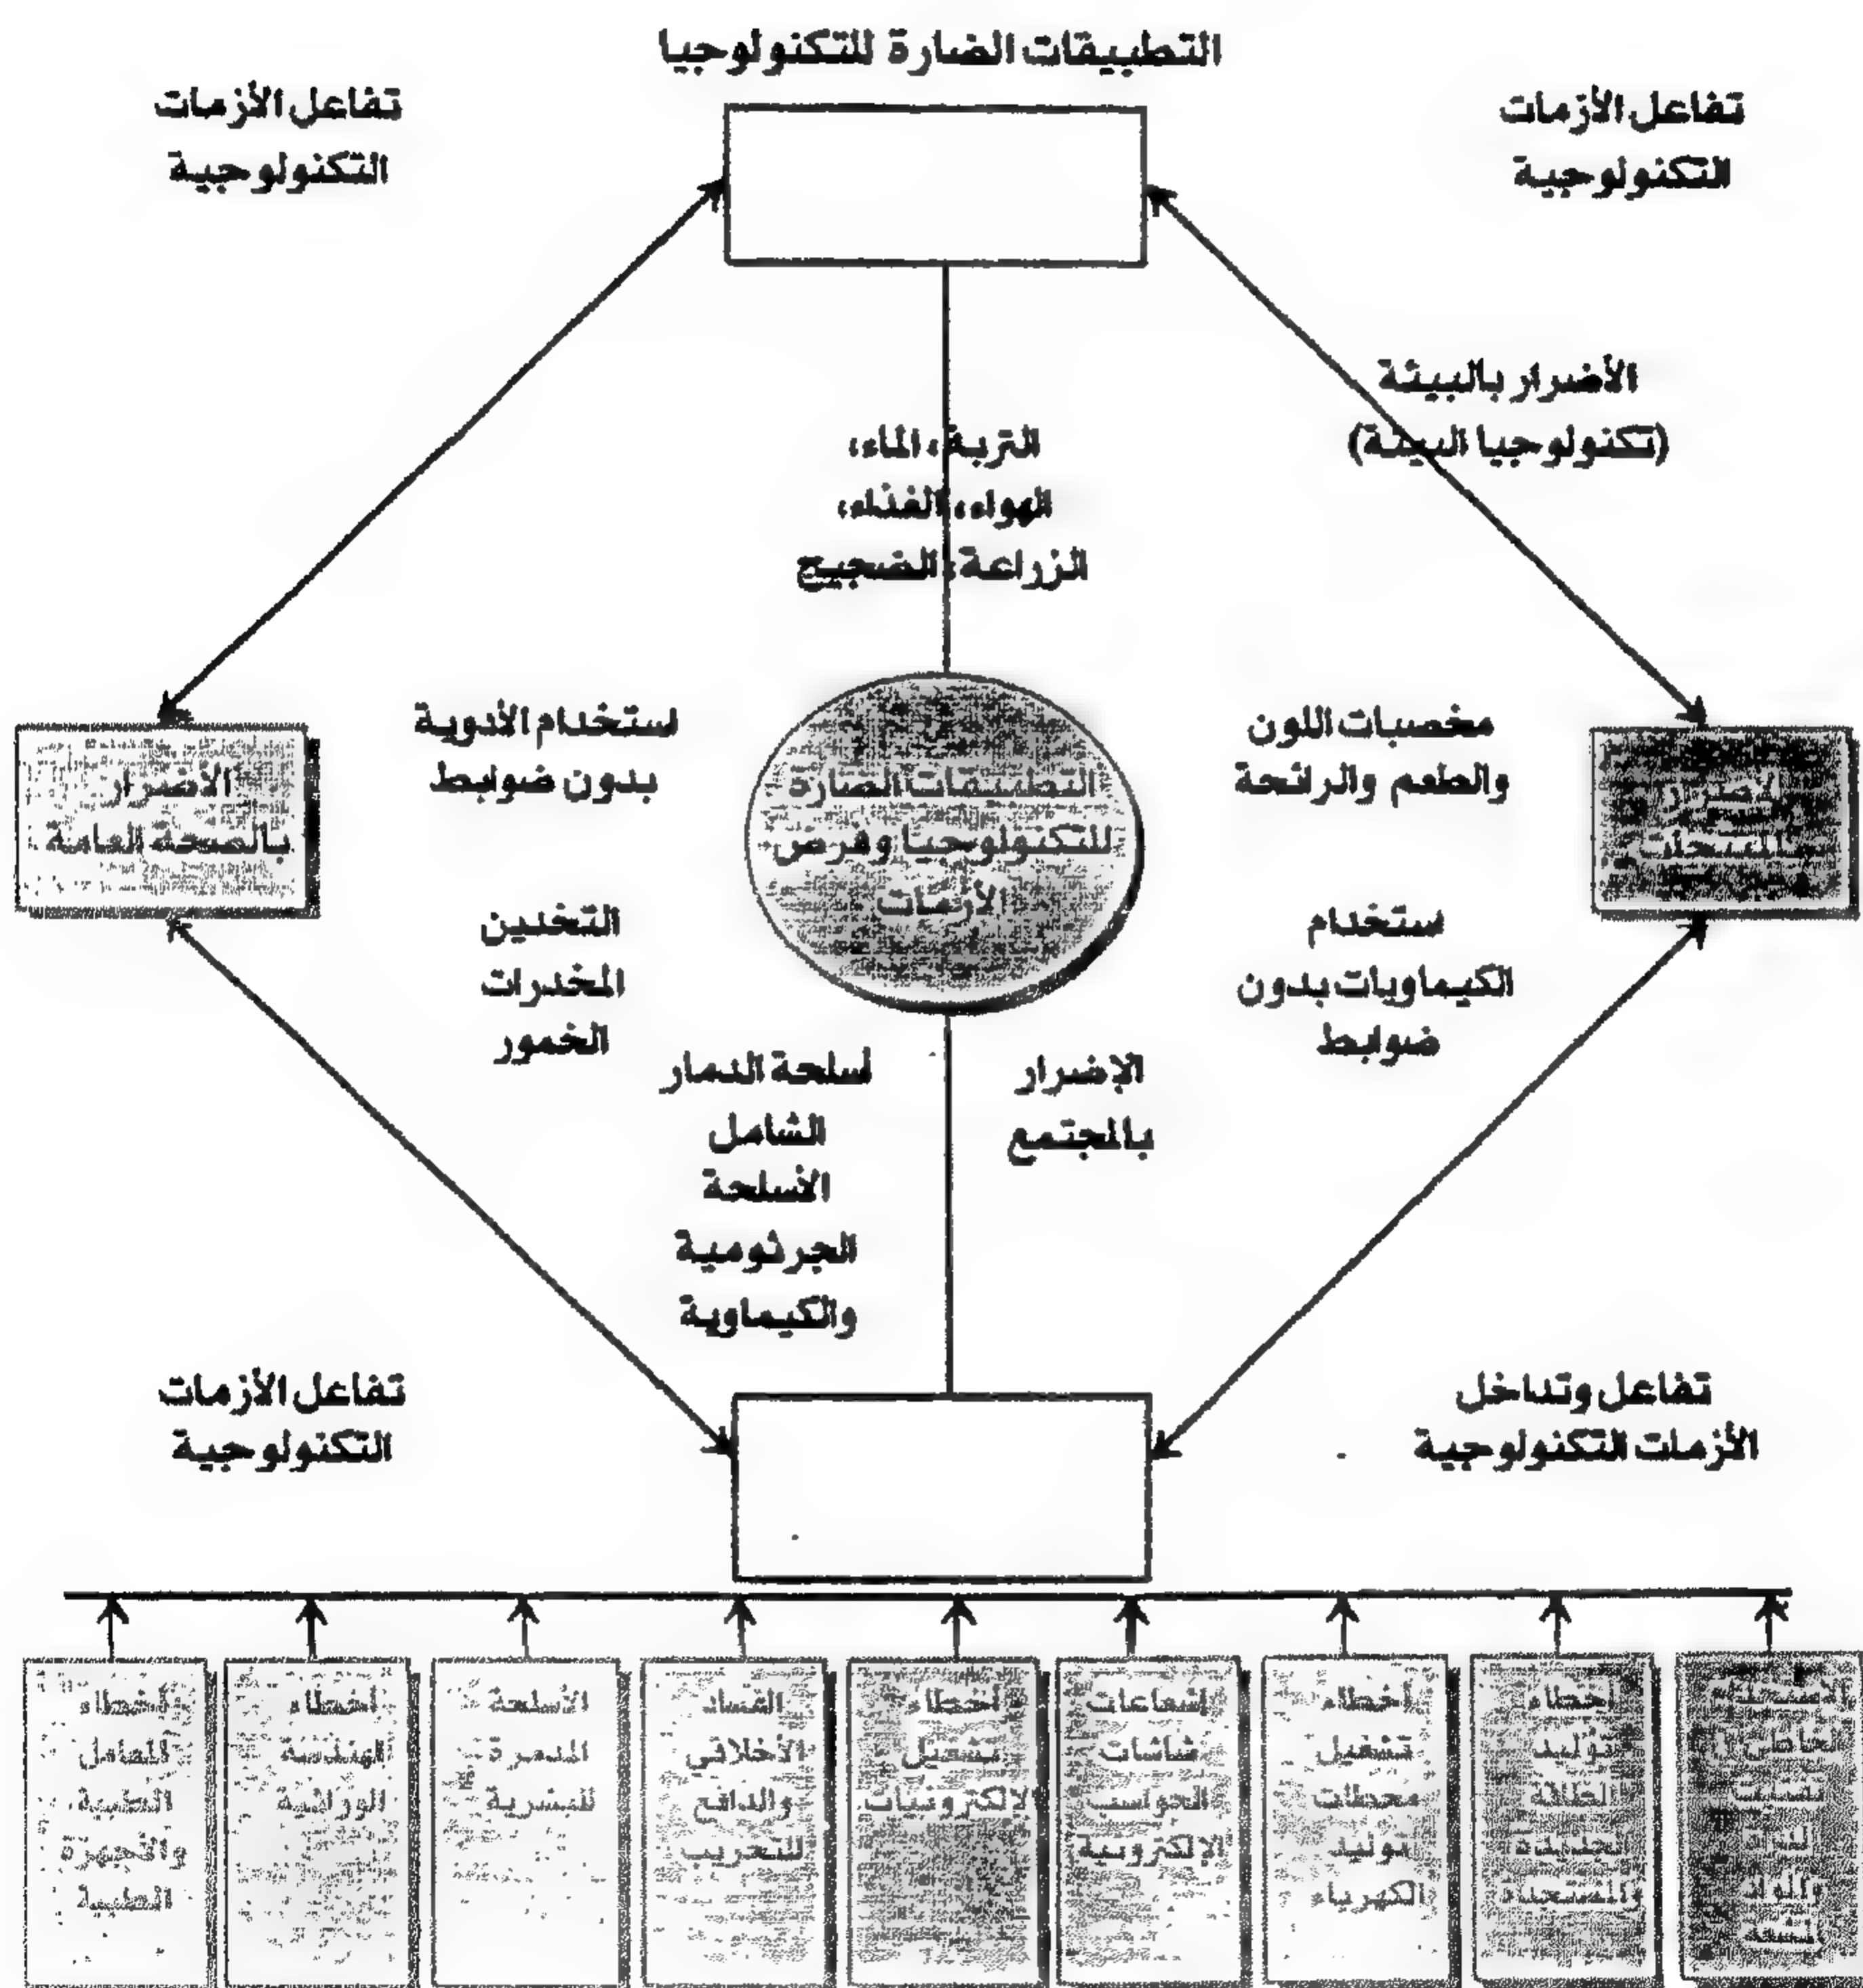 التطبيقات الضارة للتكنولوجيا
تفاعل الأزمات
التكنولوجية
تفاعل الأزمات
التكنولوجية
الأضرار بالبيئة
(تكنولوجيا البيئة)
التربة، الماء،
الهواء، الغذاء،
الزراعة، الضجيج
مخصبات اللون
والطعم والرائحة
استخدام الأدوية
بدون ضوابط
التطبيقات الضارة
للتكنولوجيا وفرص
الأزمات
الأضرار
الأضرار
بالصحة العامة
استخدام
الكيماويات بدون
ضوابط
التخدين
المخدرات
الخمور
الإضرار
بالمجتمع
أسلحة الدمار
الشامل
الأسلحة
الجرثومية
والكيماوية
تفاعل وتداخل
الأزمات التكنولوجية
تفاعل الأزمات
التكنولوجية
أخطاء
توليد
الطاقة
أخطاء
تشغيل
محطات
توليد
الكهرباء
إشعاعات
شاشات
الحواسب
الإلكترونية
أخطاء
تشغيل
الإلكترونيات
الفساد
الأخلاقي
والدافع
للتخريب
الأسلحة
المدمرة
للبشرية
أخطاء
الهندسة
الوراثية
أخطاء
المعامل
الطبية
والأجهزة
الطبية